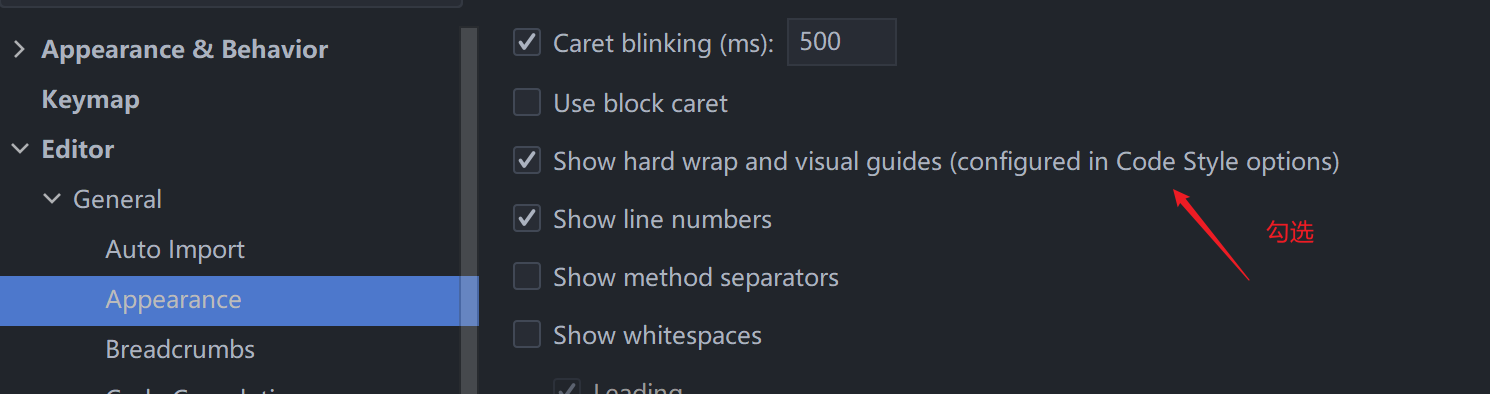 Appearance & Behavior
Keymap
Editor
General
Auto Import
Appearance
Breadcrumbs
Caret blinking (ms): 500
Use block caret
Show hard wrap and visual guides (configured in Code Style options)
勾选
Show line numbers
Show method separators
Show whitespaces
Leading